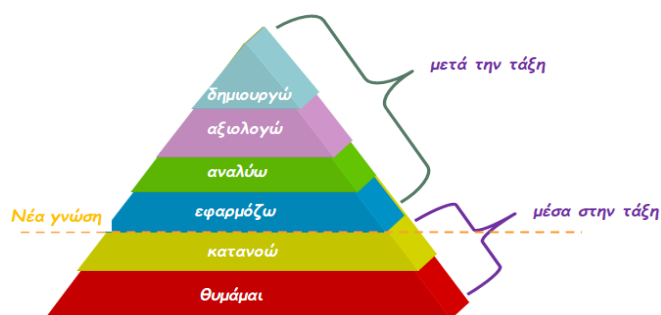 μετά την τάξη
δημιουργώ
αξιολογώ
αναλύω
εφαρμόζω
Νέα γνώση
μέσα στην τάξη
κατανοώ
θυμάμαι